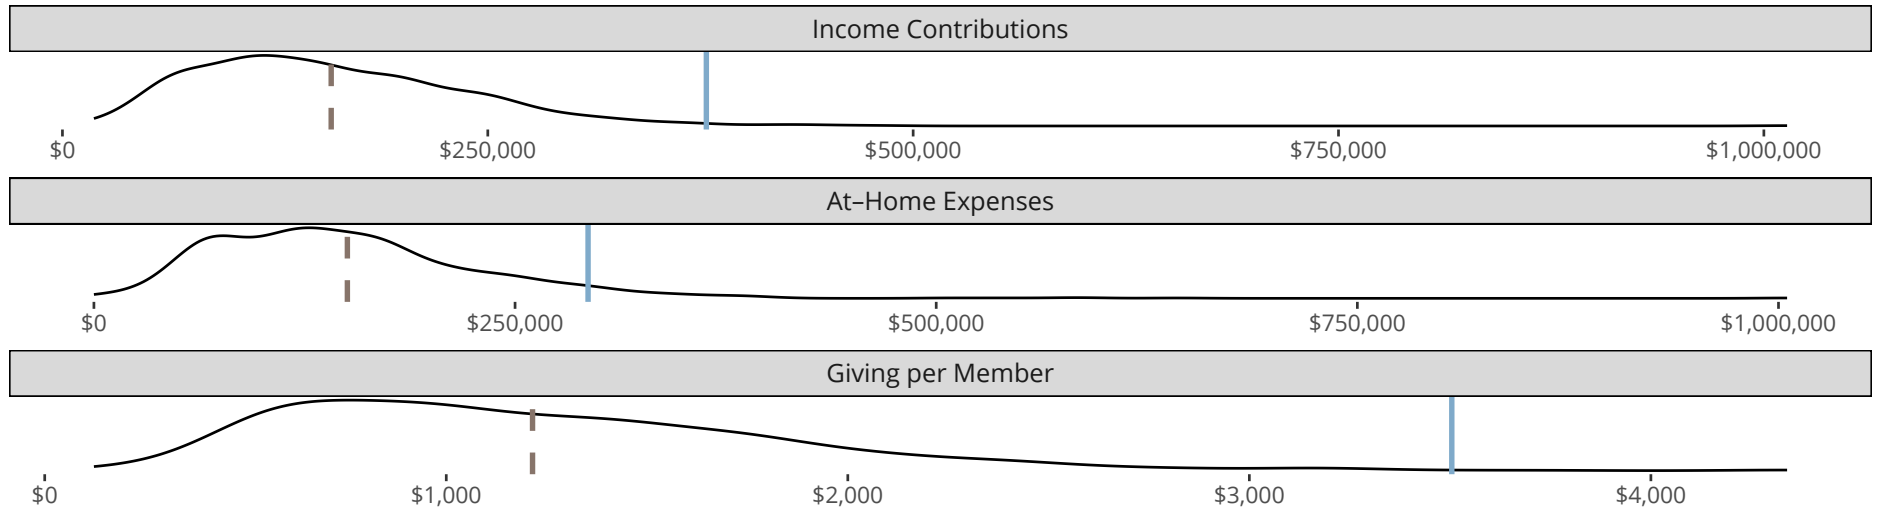 Income Contributions
$0 $250,000 $500,000 $750,000 $1,000,000
At–Home Expenses
$0 $250,000 $500,000 $750,000 $1,000,000
Giving per Member
$0 $1,000 $2,000 $3,000 $4,000